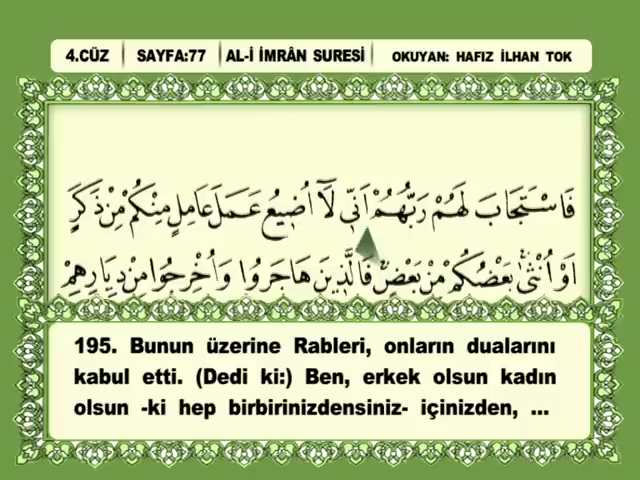 4.CÜZ SAYFA:77 AL-İ İMRÂN SURESİ OKUYAN: HAFIZ İLHAN TOK
فَاسْتَجَابَ لَهُمْ رَبُّهُمْ اَنّٖى لَٓا اُضٖيعُ عَمَلَ عَامِلٍ مِنْكُمْ مِنْ ذَكَرٍ
اَوْ اُنْثٰىۚ بَعْضُكُمْ مِنْ بَعْضٍۚ فَالَّذٖينَ هَاجَرُوا وَاُخْرِجُوا مِنْ دِيَارِهِمْ
195. Bunun üzerine Rableri, onların dualarını
kabul etti. (Dedi ki:) Ben, erkek olsun kadın
olsun -ki hep birbirinizdensiniz- içinizden, ...